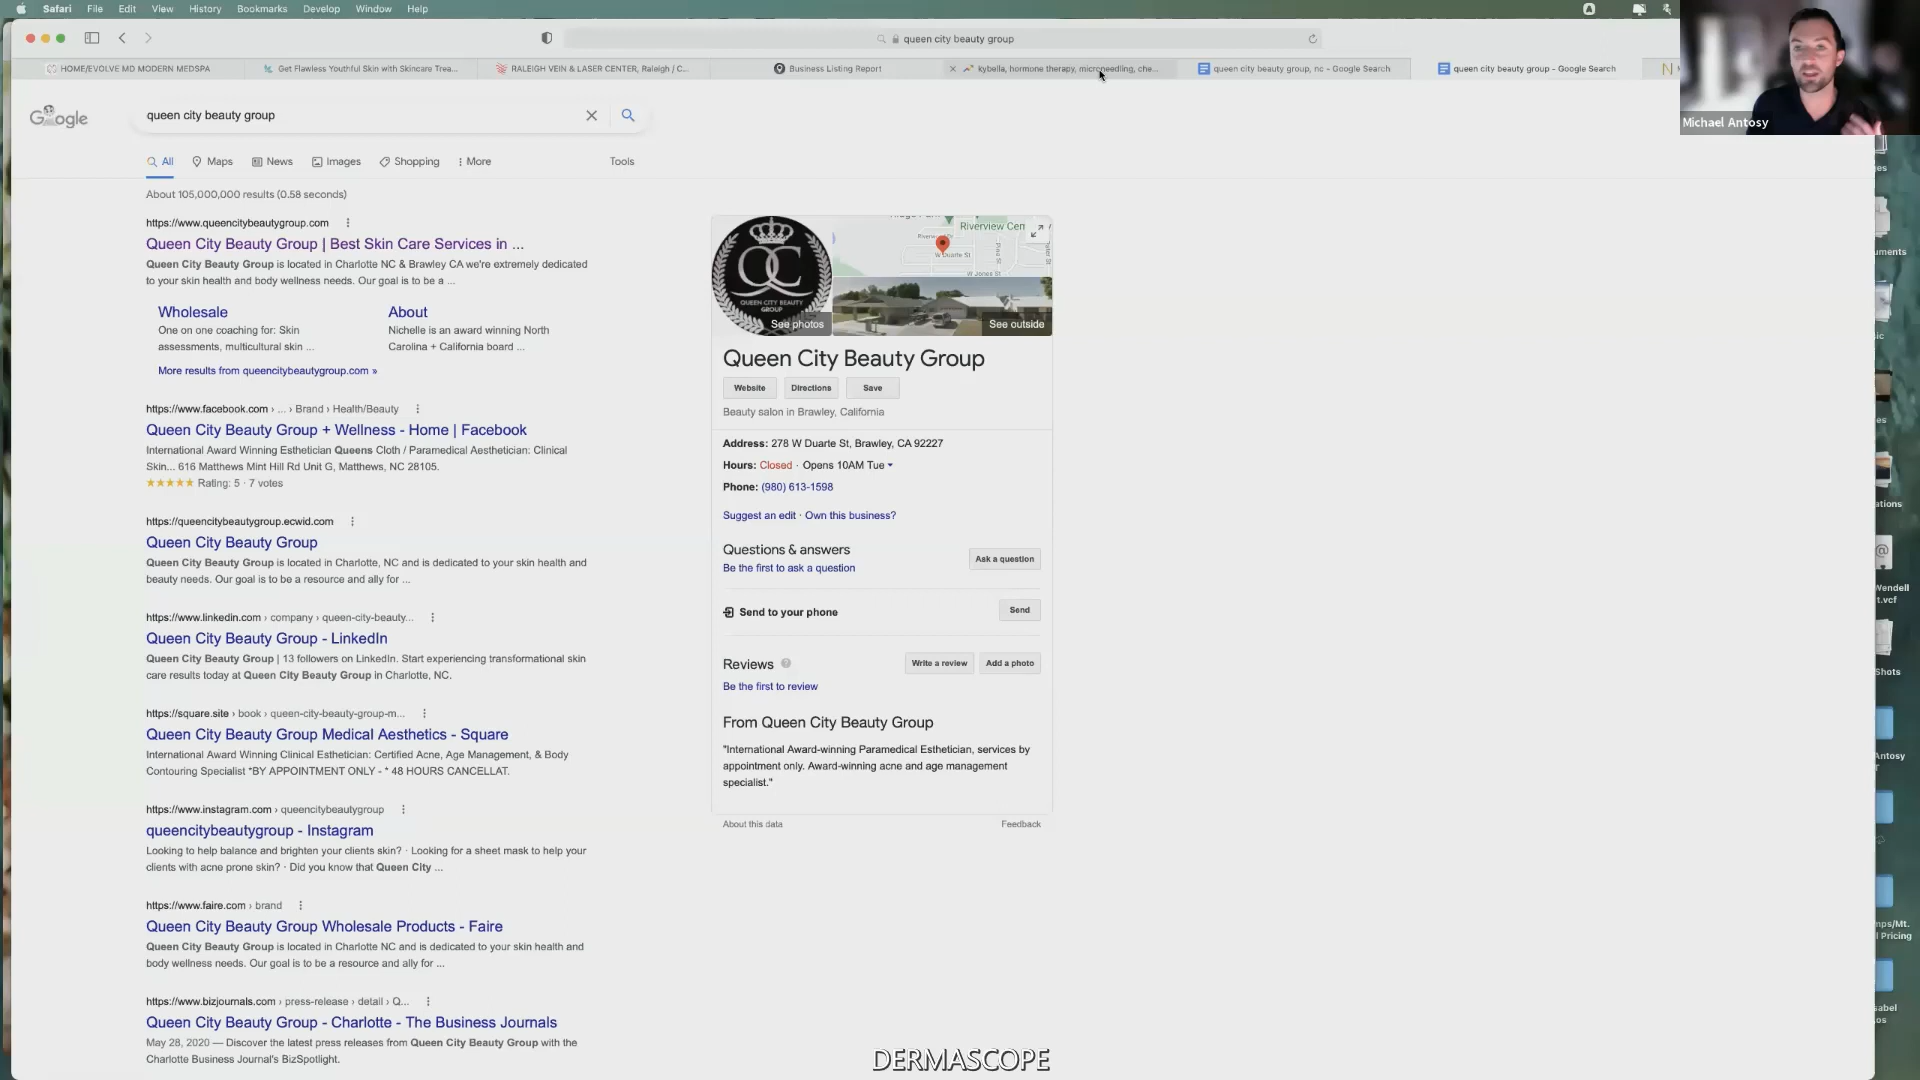 Safari File Edit View History Bookmarks Develop Window Help
queen city beauty group
HOME/EVOLVE MD MODERN MEDSPA
Get Flawless Youthful Skin with Skincare Trea...
RALEIGH VEIN & LASER CENTER, Raleigh / C...
Business Listing Report
kybella, hormone therapy, microneedling, che...
queen city beauty group, nc - Google Search
queen city beauty group - Google Search
Michael Antosy
Google
queen city beauty group
All Maps News Images Shopping More Tools
About 105,000,000 results (0.58 seconds)
https://www.queencitybeautygroup.com
Queen City Beauty Group | Best Skin Care Services in ...
Queen City Beauty Group is located in Charlotte NC & Brawley CA we're extremely dedicated
to your skin health and body wellness needs. Our goal is to be a ...
Wholesale
One on one coaching for: Skin
assessments, multicultural skin ...
About
Nichelle is an award winning North
Carolina + California board ...
More results from queencitybeautygroup.com »
https://www.facebook.com › ... › Brand › Health/Beauty
Queen City Beauty Group + Wellness - Home | Facebook
International Award Winning Esthetician Queens Cloth / Paramedical Aesthetician: Clinical
Skin... 616 Matthews Mint Hill Rd Unit G, Matthews, NC 28105.
★★★★★ Rating: 5 · 7 votes
https://queencitybeautygroup.ecwid.com
Queen City Beauty Group
Queen City Beauty Group is located in Charlotte, NC and is dedicated to your skin health and
beauty needs. Our goal is to be a resource and ally for ...
https://www.linkedin.com › company › queen-city-beauty...
Queen City Beauty Group - LinkedIn
Queen City Beauty Group | 13 followers on LinkedIn. Start experiencing transformational skin
care results today at Queen City Beauty Group in Charlotte, NC.
https://square.site › book › queen-city-beauty-group-m...
Queen City Beauty Group Medical Aesthetics - Square
International Award Winning Clinical Esthetician: Certified Acne, Age Management, & Body
Contouring Specialist *BY APPOINTMENT ONLY - * 48 HOURS CANCELLAT.
https://www.instagram.com › queencitybeautygroup
queencitybeautygroup - Instagram
Looking to help balance and brighten your clients skin? · Looking for a sheet mask to help your
clients with acne prone skin? · Did you know that Queen City ...
https://www.faire.com › brand
Queen City Beauty Group Wholesale Products - Faire
Queen City Beauty Group is located in Charlotte NC and is dedicated to your skin health and
body wellness needs. Our goal is to be a resource and ally for ...
https://www.bizjournals.com › press-release › detail › Q...
Queen City Beauty Group - Charlotte - The Business Journals
May 28, 2020 — Discover the latest press releases from Queen City Beauty Group with the
Charlotte Business Journal's BizSpotlight.
QC
QUEEN CITY BEAUTY
GROUP
See photos
Riverview Cen
W Duarte St
W Jones St
See outside
Queen City Beauty Group
Website Directions Save
Beauty salon in Brawley, California
Address: 278 W Duarte St, Brawley, CA 92227
Hours: Closed · Opens 10AM Tue
Phone: (980) 613-1598
Suggest an edit · Own this business?
Questions & answers
Be the first to ask a question
Ask a question
Send to your phone
Send
Reviews
Write a review
Add a photo
Be the first to review
From Queen City Beauty Group
"International Award-winning Paramedical Esthetician, services by
appointment only. Award-winning acne and age management
specialist."
About this data
Feedback
uments
ations
Wendell
t.vcf
Shots
Antosy
mps/Mt.
l Pricing
sabel
DERMASCOPE